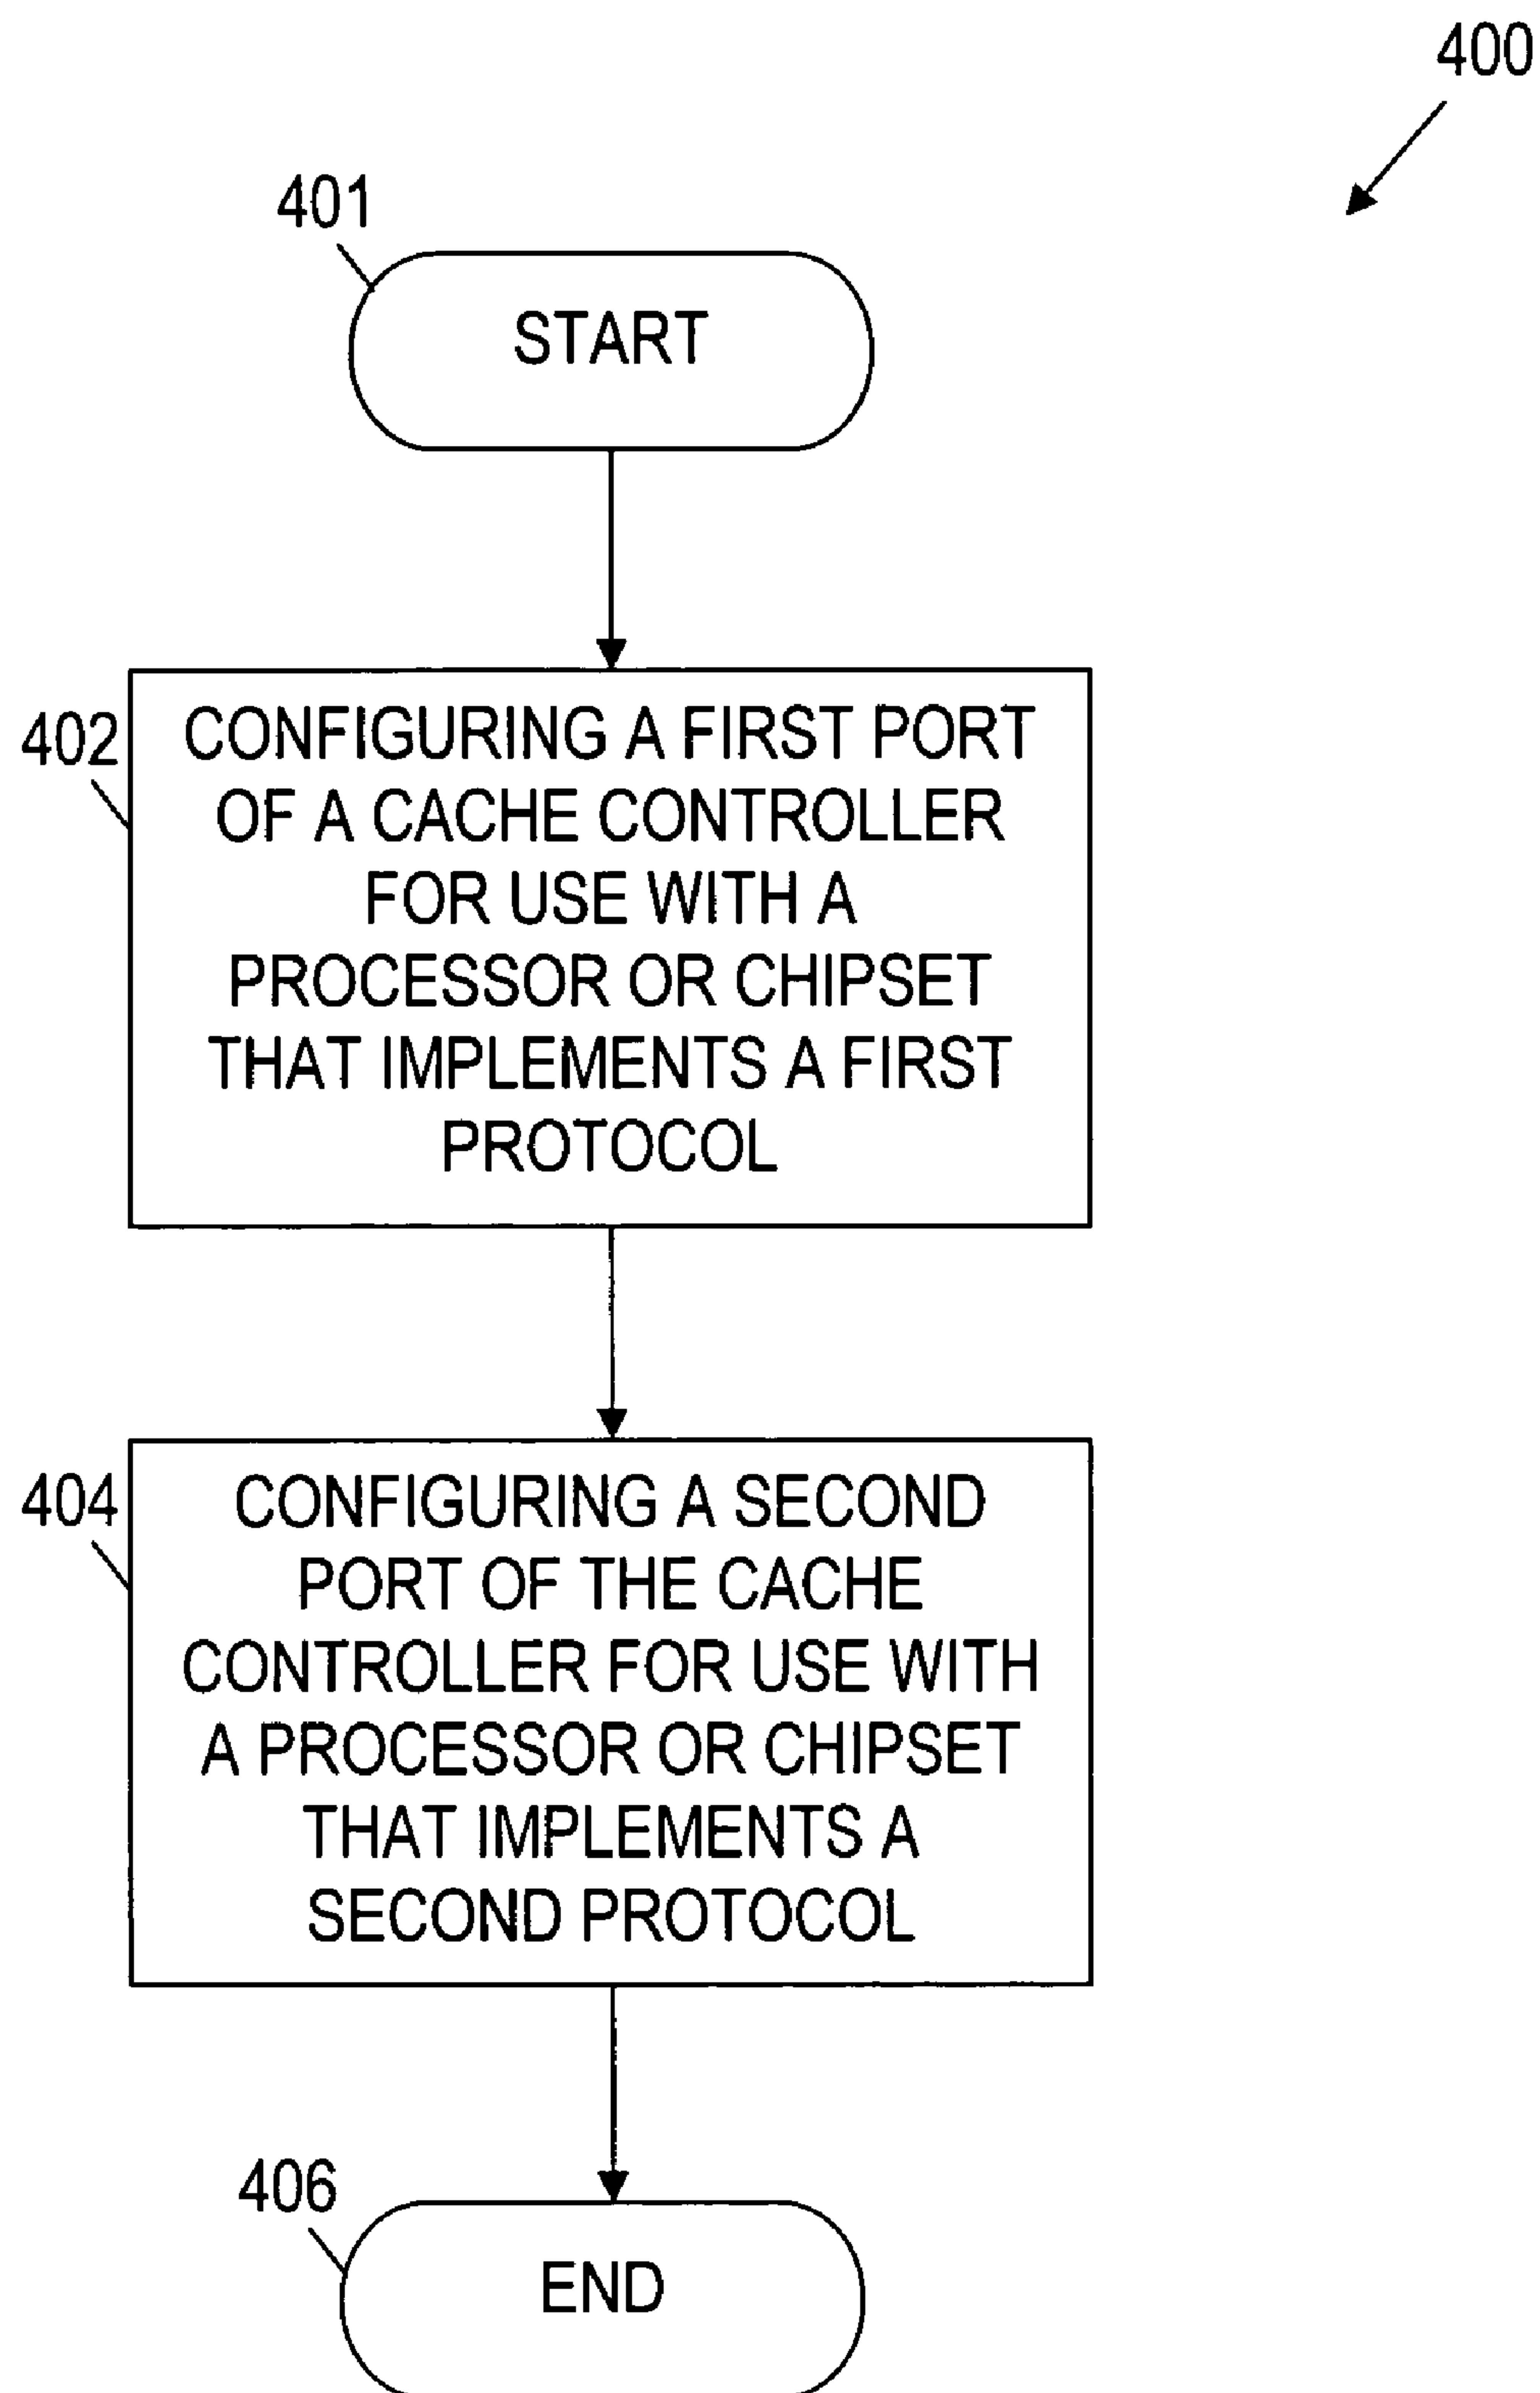 400
401
START
402
CONFIGURING A FIRST PORT
OF A CACHE CONTROLLER
FOR USE WITH A
PROCESSOR OR CHIPSET
THAT IMPLEMENTS A FIRST
PROTOCOL
404
CONFIGURING A SECOND
PORT OF THE CACHE
CONTROLLER FOR USE WITH
A PROCESSOR OR CHIPSET
THAT IMPLEMENTS A
SECOND PROTOCOL
406
END